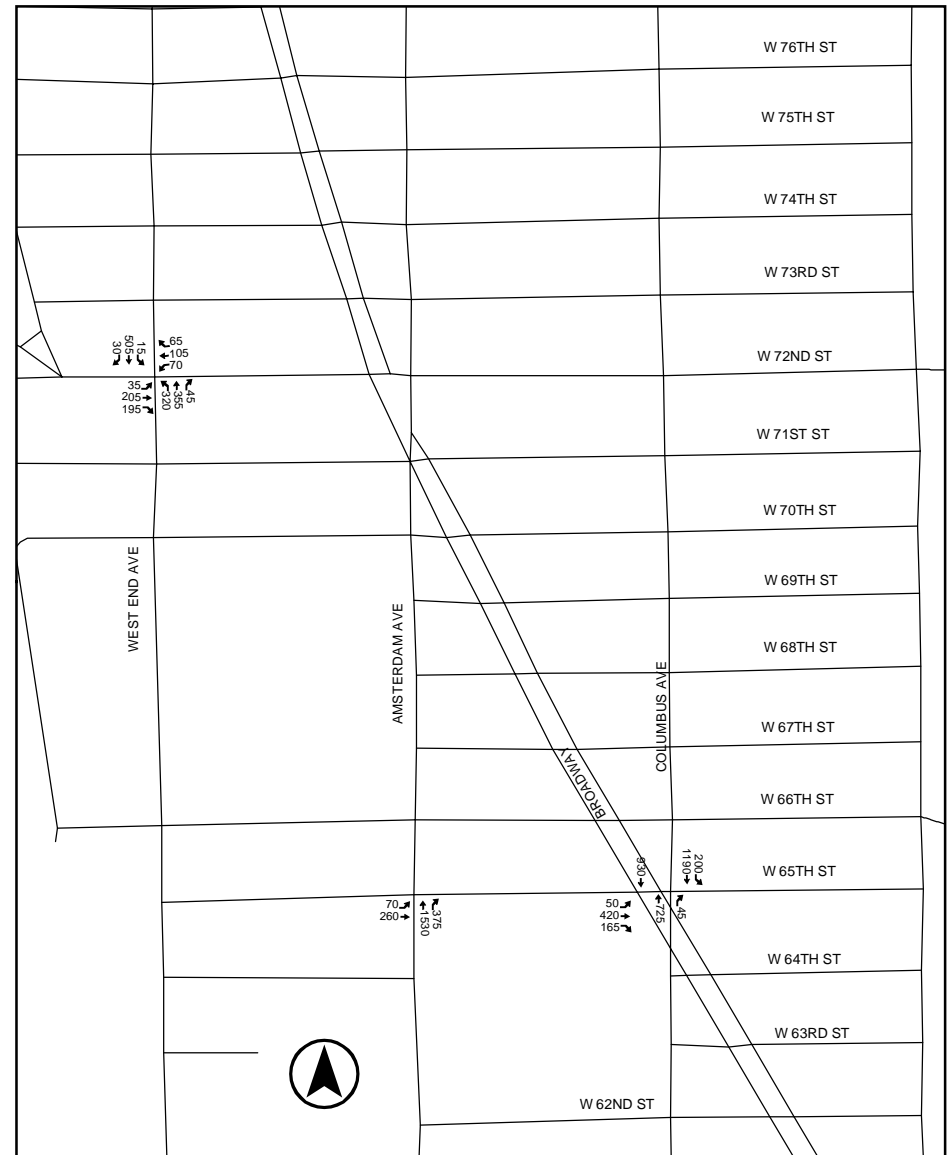 W 76TH ST
W 75TH ST
W 74TH ST
W 73RD ST
15
505
30
65
105
70
W 72ND ST
35
205
195
320
355
45
W 71ST ST
W 70TH ST
WEST END AVE
W 69TH ST
AMSTERDAM AVE
W 68TH ST
COLUMBUS AVE
W 67TH ST
BROADWAY
W 66TH ST
930
1190
200
W 65TH ST
70
260
1530
375
50
420
165
725
45
W 64TH ST
W 63RD ST
W 62ND ST